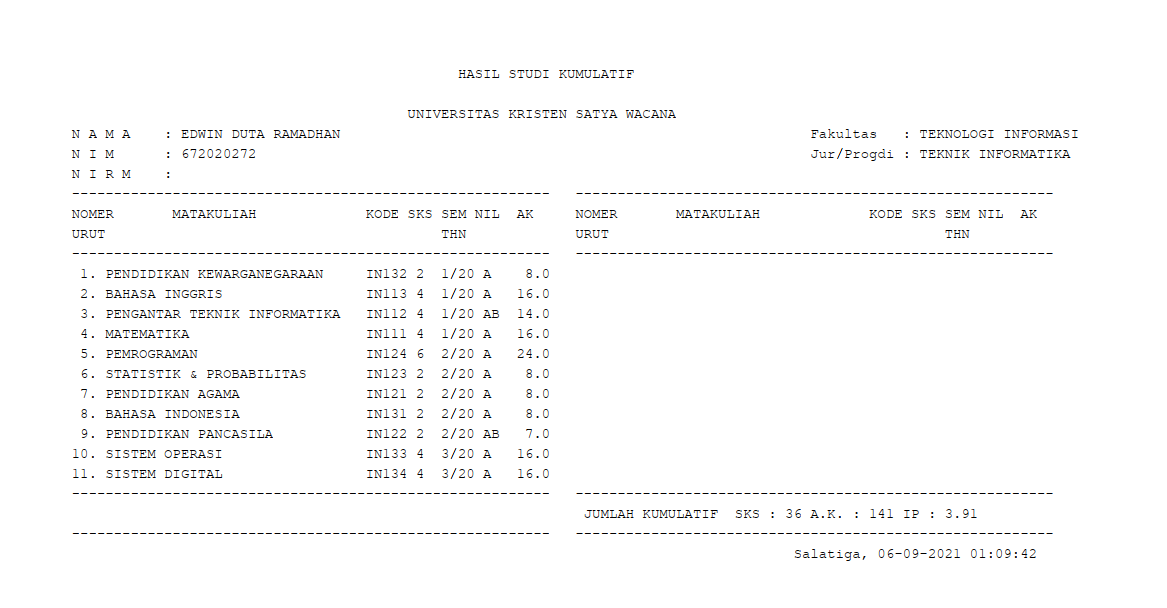 HASIL STUDI KUMULATIF
UNIVERSITAS KRISTEN SATYA WACANA
N A M A : EDWIN DUTA RAMADHAN Fakultas : TEKNOLOGI INFORMASI
N I M : 672020272 Jur/Progdi : TEKNIK INFORMATIKA
N I R M :
--------------------------------------------------------- ---------------------------------------------------------
NOMER MATAKULIAH KODE SKS SEM NIL AK NOMER MATAKULIAH KODE SKS SEM NIL AK
URUT THN URUT THN
--------------------------------------------------------- ---------------------------------------------------------
1. PENDIDIKAN KEWARGANEGARAAN IN132 2 1/20 A 8.0
2. BAHASA INGGRIS IN113 4 1/20 A 16.0
3. PENGANTAR TEKNIK INFORMATIKA IN112 4 1/20 AB 14.0
4. MATEMATIKA IN111 4 1/20 A 16.0
5. PEMROGRAMAN IN124 6 2/20 A 24.0
6. STATISTIK & PROBABILITAS IN123 2 2/20 A 8.0
7. PENDIDIKAN AGAMA IN121 2 2/20 A 8.0
8. BAHASA INDONESIA IN131 2 2/20 A 8.0
9. PENDIDIKAN PANCASILA IN122 2 2/20 AB 7.0
10. SISTEM OPERASI IN133 4 3/20 A 16.0
11. SISTEM DIGITAL IN134 4 3/20 A 16.0
--------------------------------------------------------- ---------------------------------------------------------
JUMLAH KUMULATIF SKS : 36 A.K. : 141 IP : 3.91
--------------------------------------------------------- ---------------------------------------------------------
Salatiga, 06-09-2021 01:09:42